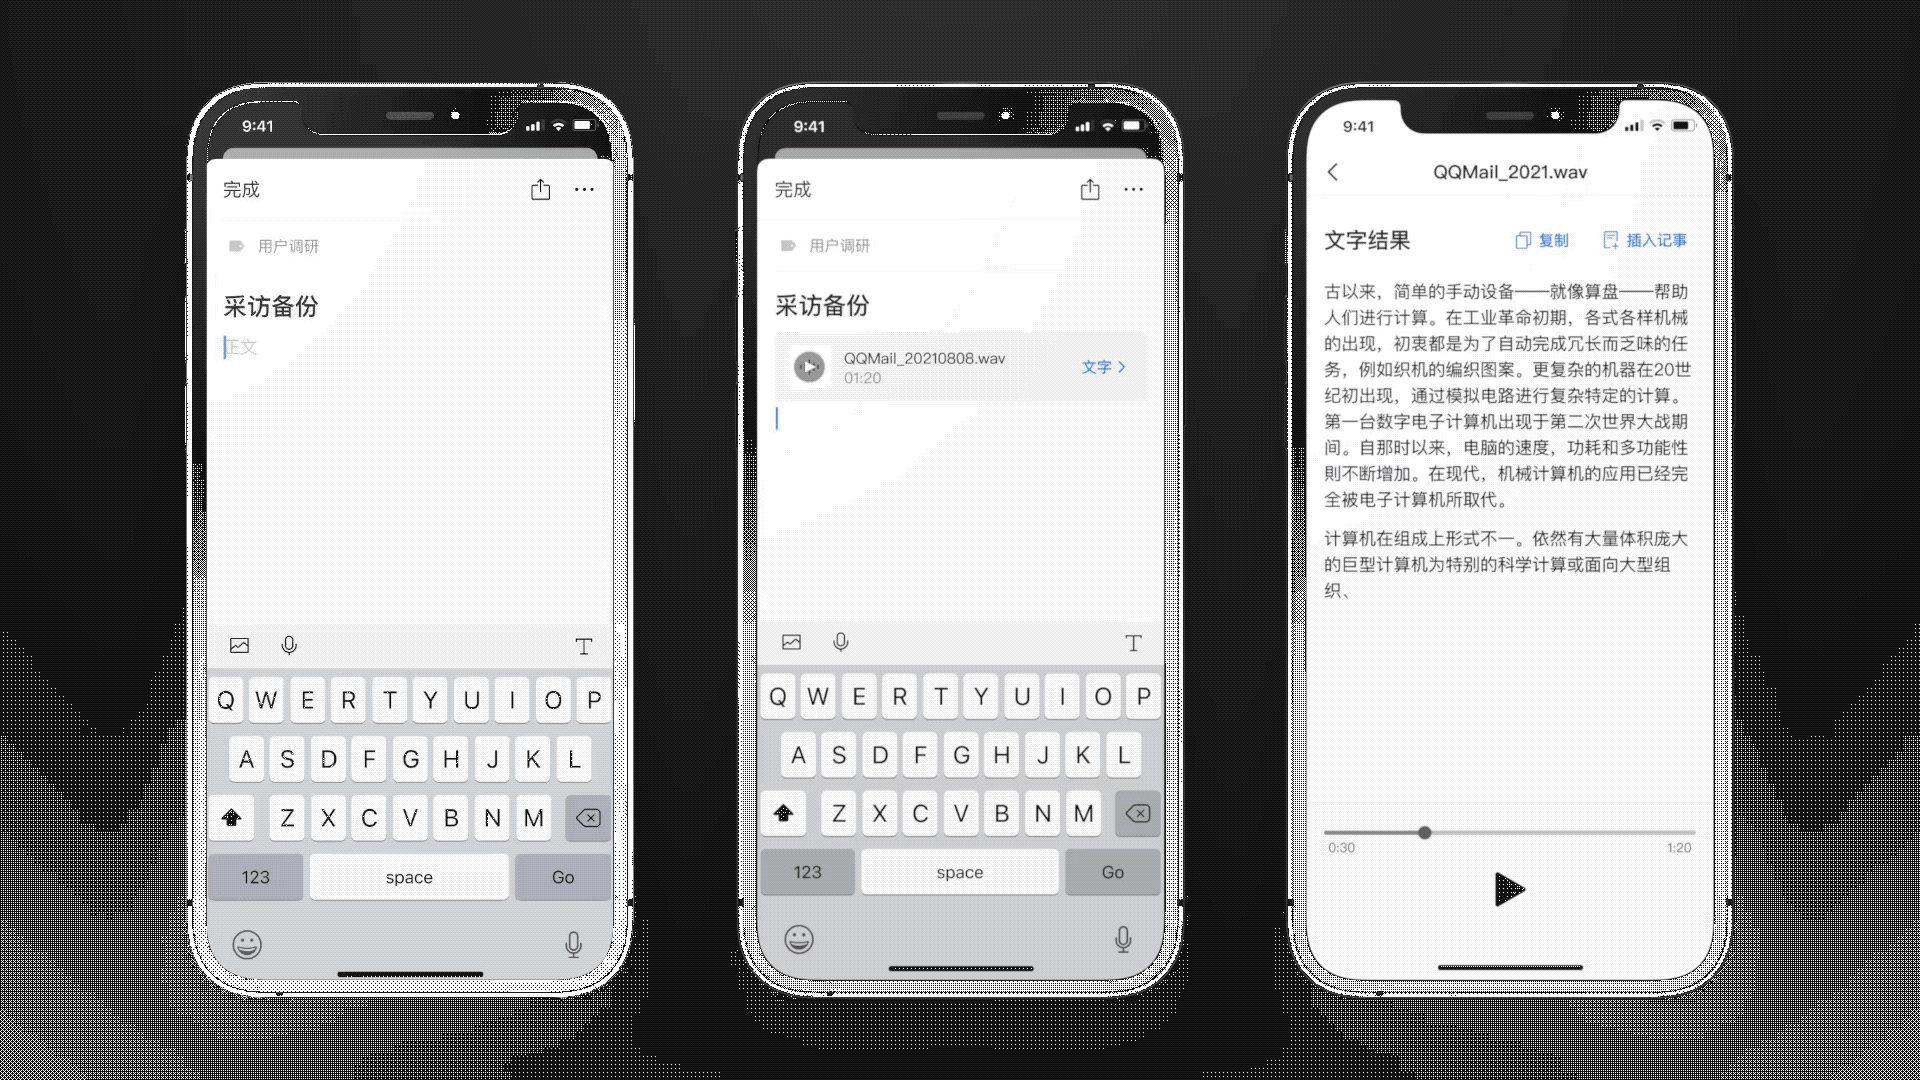 9:41
完成
用户调研
采访备份
正文
Q W E R T Y U I O P
A S D F G H J K L
Z X C V B N M
123 space Go
9:41
完成
用户调研
采访备份
QQMail_20210808.wav
01:20
文字
Q W E R T Y U I O P
A S D F G H J K L
Z X C V B N M
123 space Go
9:41
QQMail_2021.wav
文字结果 复制 插入记事
古以来，简单的手动设备——就像算盘——帮助
人们进行计算。在工业革命初期，各式各样机械
的出现，初衷都是为了自动完成冗长而乏味的任
务，例如织机的编织图案。更复杂的机器在20世
纪初出现，通过模拟电路进行复杂特定的计算。
第一台数字电子计算机出现于第二次世界大战期
间。自那时以来，电脑的速度，功耗和多功能性
則不断增加。在现代，机械计算机的应用已经完
全被电子计算机所取代。
计算机在组成上形式不一。依然有大量体积庞大
的巨型计算机为特别的科学计算或面向大型组
织、
0:30 1:20